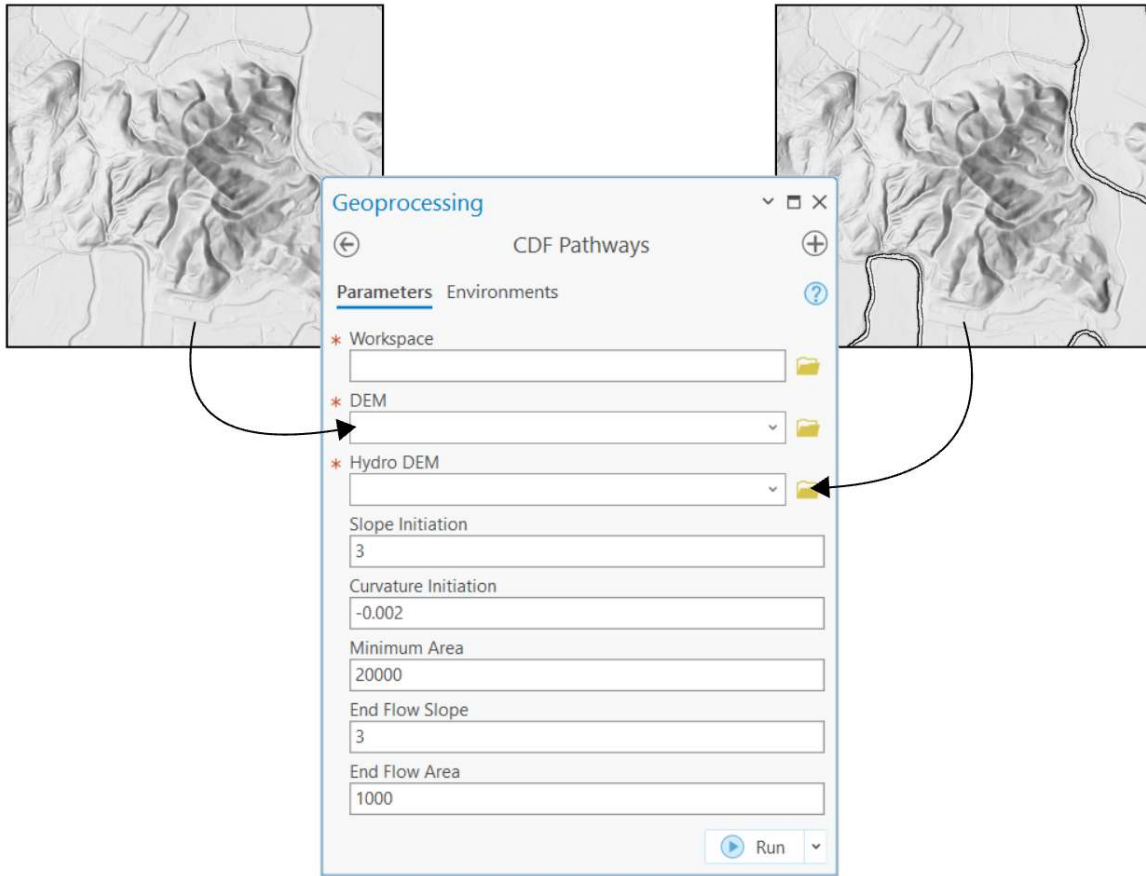 Geoprocessing
CDF Pathways
Parameters Environments
* Workspace
* DEM
* Hydro DEM
Slope Initiation
3
Curvature Initiation
-0.002
Minimum Area
20000
End Flow Slope
3
End Flow Area
1000
Run